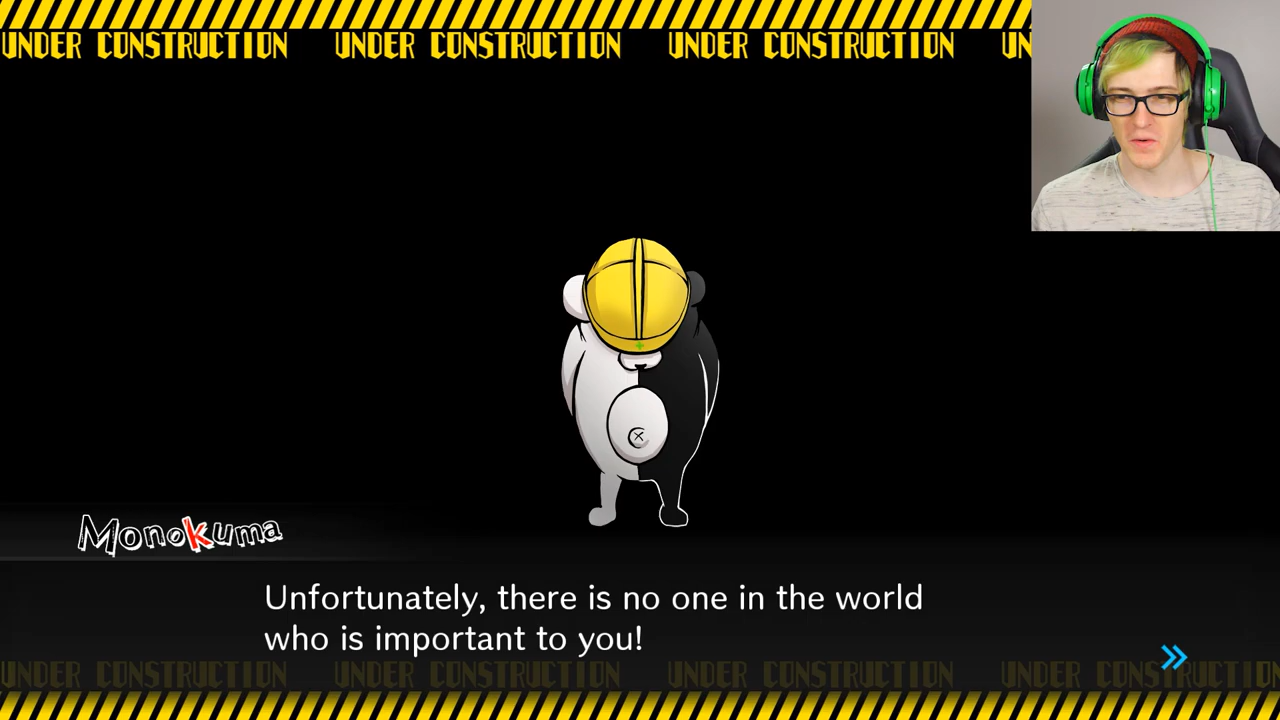 UNDER CONSTRUCTION UNDER CONSTRUCTION UNDER CONSTRUCTION UN
Monokuma
Unfortunately, there is no one in the world
who is important to you!
UNDER CONSTRUCTION UNDER CONSTRUCTION UNDER CONSTRUCTION UNDER CONSTRUCTION